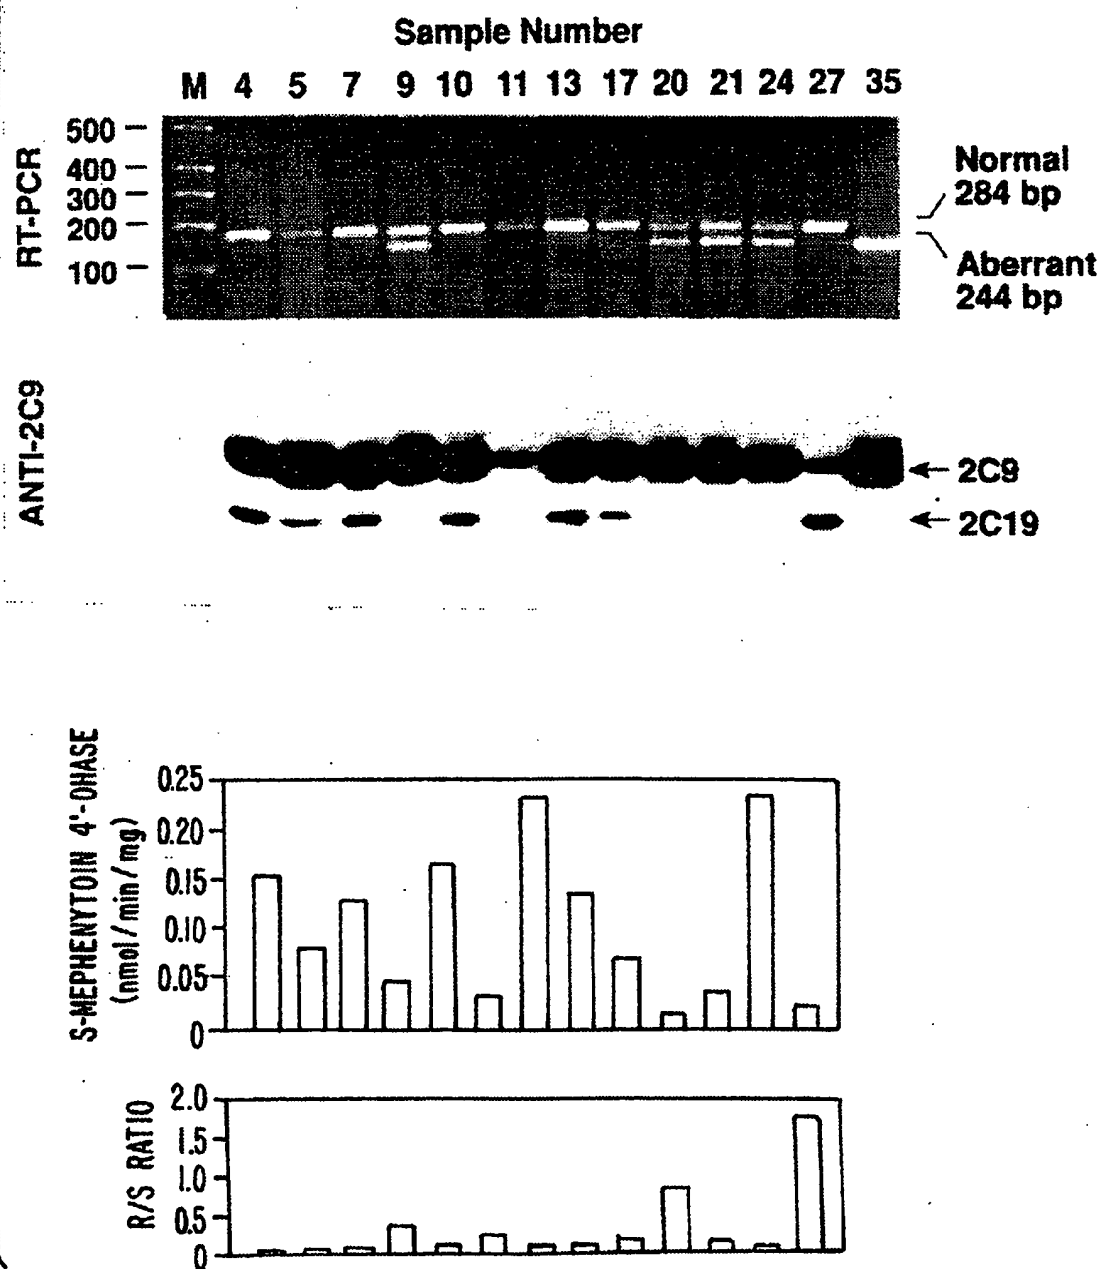 Sample Number
M 4 5 7 9 10 11 13 17 20 21 24 27 35
RT-PCR
500
400
300
200
100
Normal
284 bp
Aberrant
244 bp
ANTI-2C9
2C9
2C19
S-MEPHENYTOIN 4'-OHASE
(nmol/min/mg)
0.25
0.20
0.15
0.10
0.05
0
R/S RATIO
2.0
1.5
1.0
0.5
0